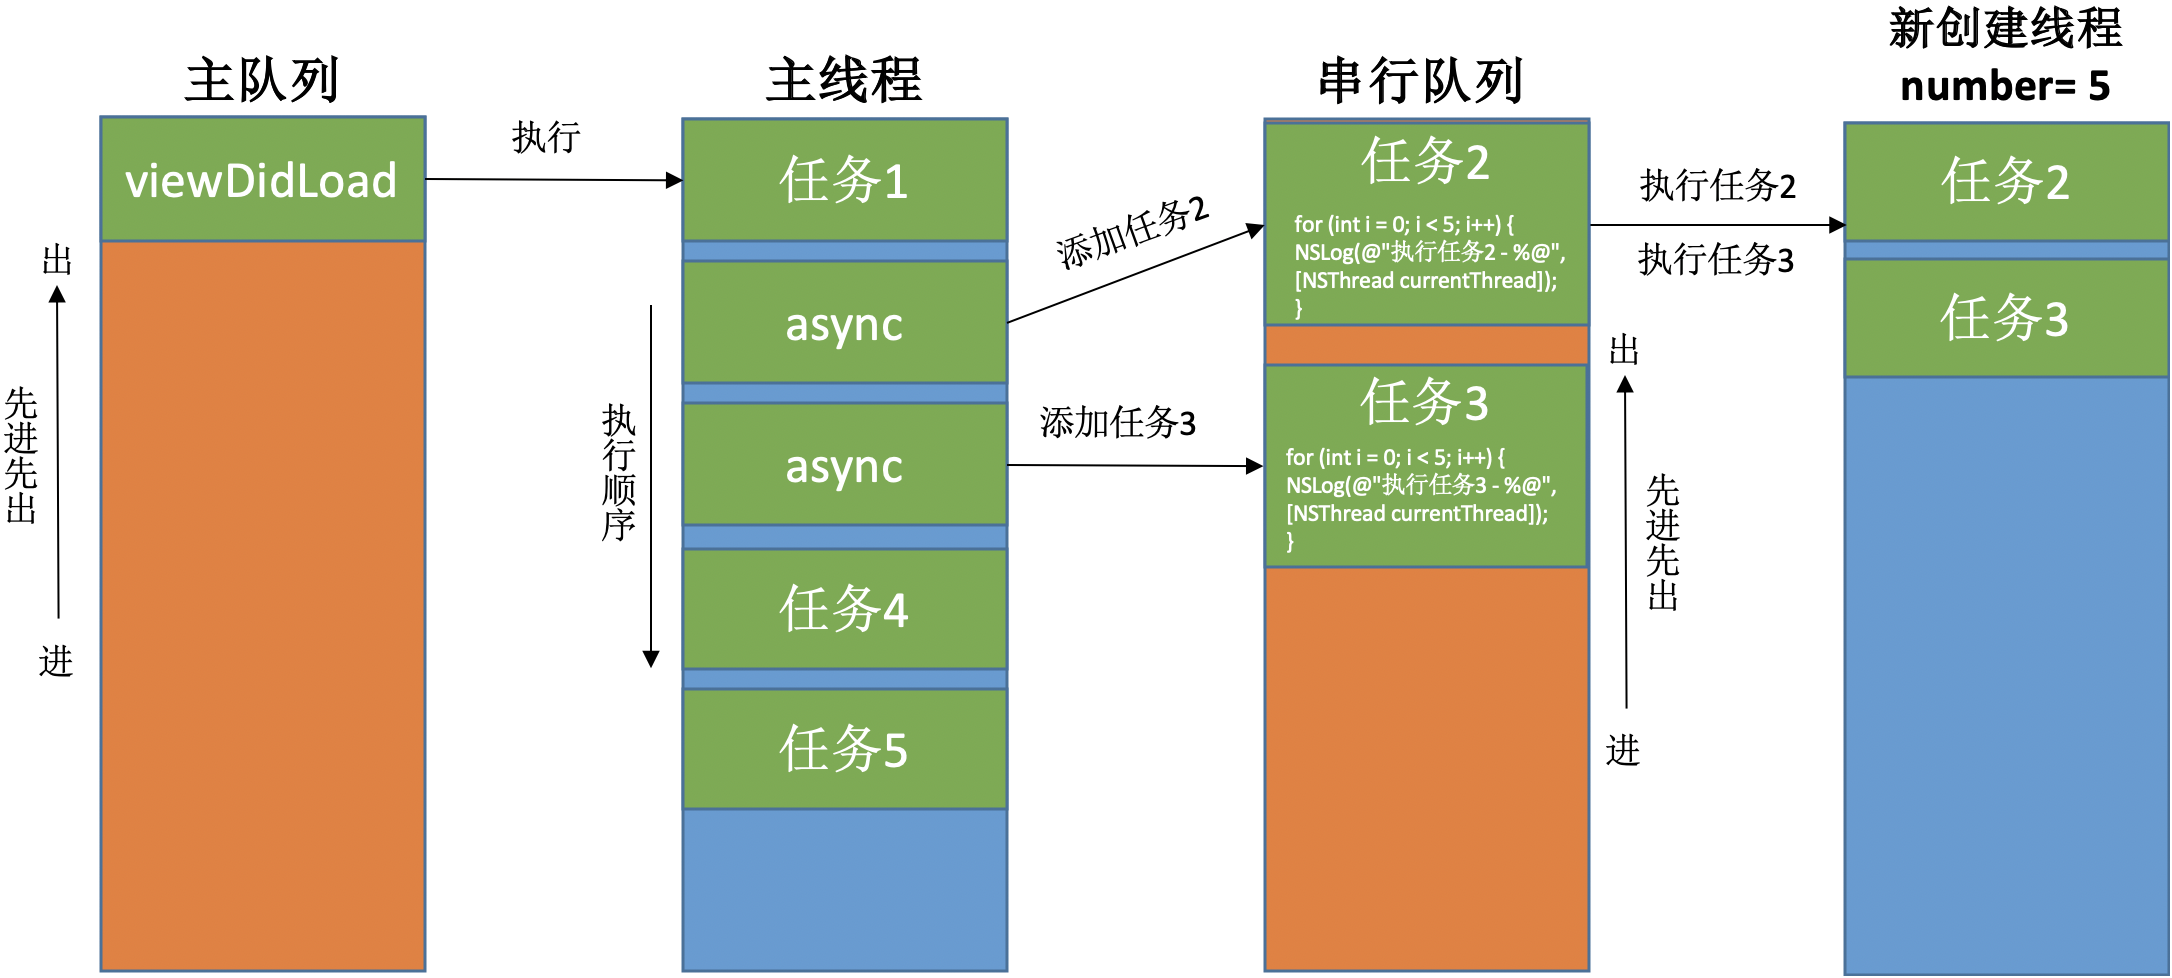 主队列
viewDidLoad
出
先进先出
进
执行
主线程
任务1
async
async
任务4
任务5
执行顺序
添加任务2
添加任务3
串行队列
任务2
for (int i = 0; i < 5; i++) {
NSLog(@"执行任务2 - %@",
[NSThread currentThread]);
}
任务3
for (int i = 0; i < 5; i++) {
NSLog(@"执行任务3 - %@",
[NSThread currentThread]);
}
出
先进先出
进
执行任务2
执行任务3
新创建线程
number= 5
任务2
任务3